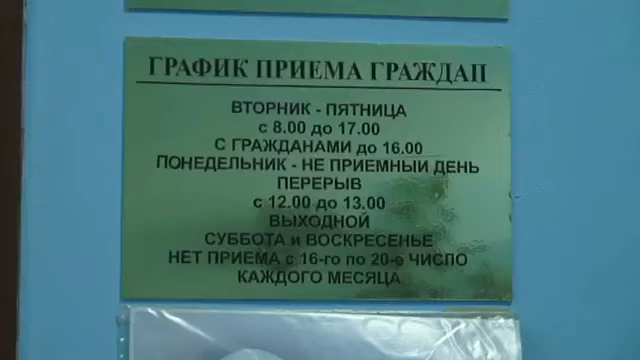 ГРАФИК ПРИЕМА ГРАЖДАП
ВТОРНИК - ПЯТНИЦА
с 8.00 до 17.00
С ГРАЖДАНАМИ до 16.00
ПОНЕДЕЛЬНИК - НЕ ПРИЕМНЫЙ ДЕНЬ
ПЕРЕРЫВ
с 12.00 до 13.00
ВЫХОДНОЙ
СУББОТА и ВОСКРЕСЕНЬЕ
НЕТ ПРИЕМА с 16-го по 20-е ЧИСЛО
КАЖДОГО МЕСЯЦА